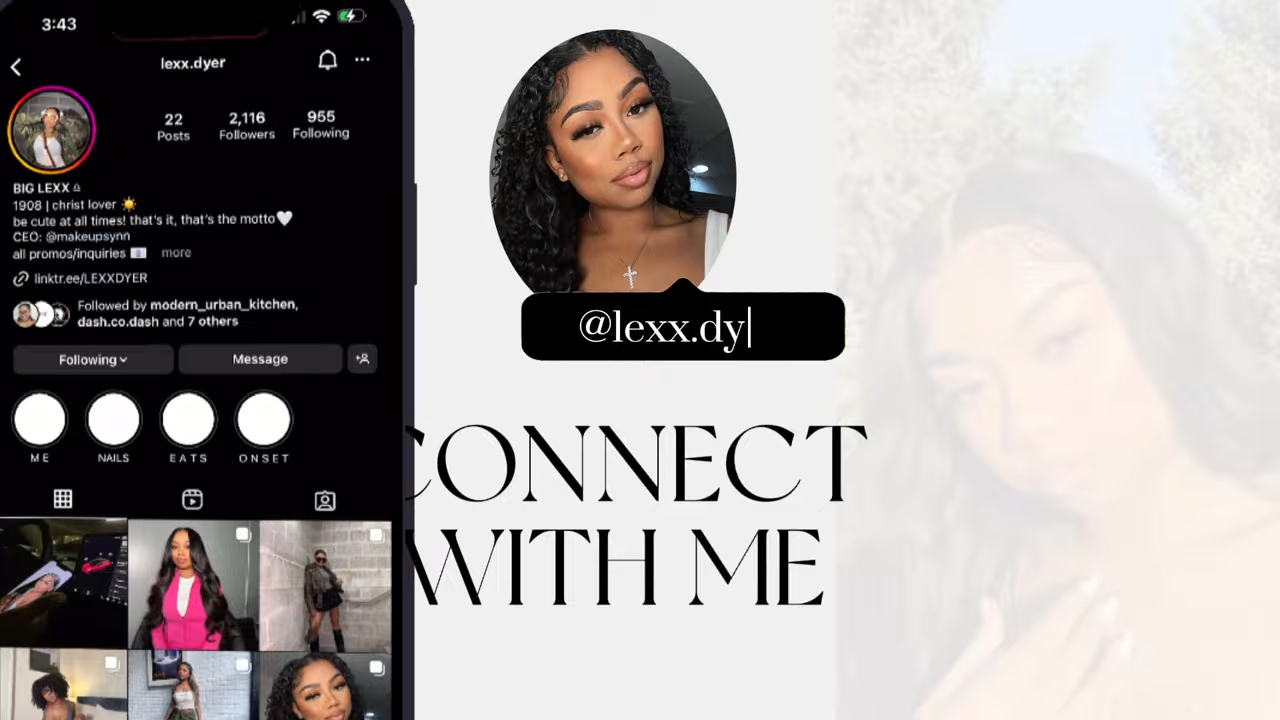 3:43
lexx.dyer
22
Posts
2,116
Followers
955
Following
BIG LEXX ♎︎
1908 | christ lover ☀️
be cute at all times! that's it, that's the motto🤍
CEO: @makeupsynn
all promos/inquiries 📧 more
linktr.ee/LEXXDYER
Followed by modern_urban_kitchen,
dash.co.dash and 7 others
Following
Message
ME
NAILS
EATS
ONSET
@lexx.dy
CONNECT
WITH ME